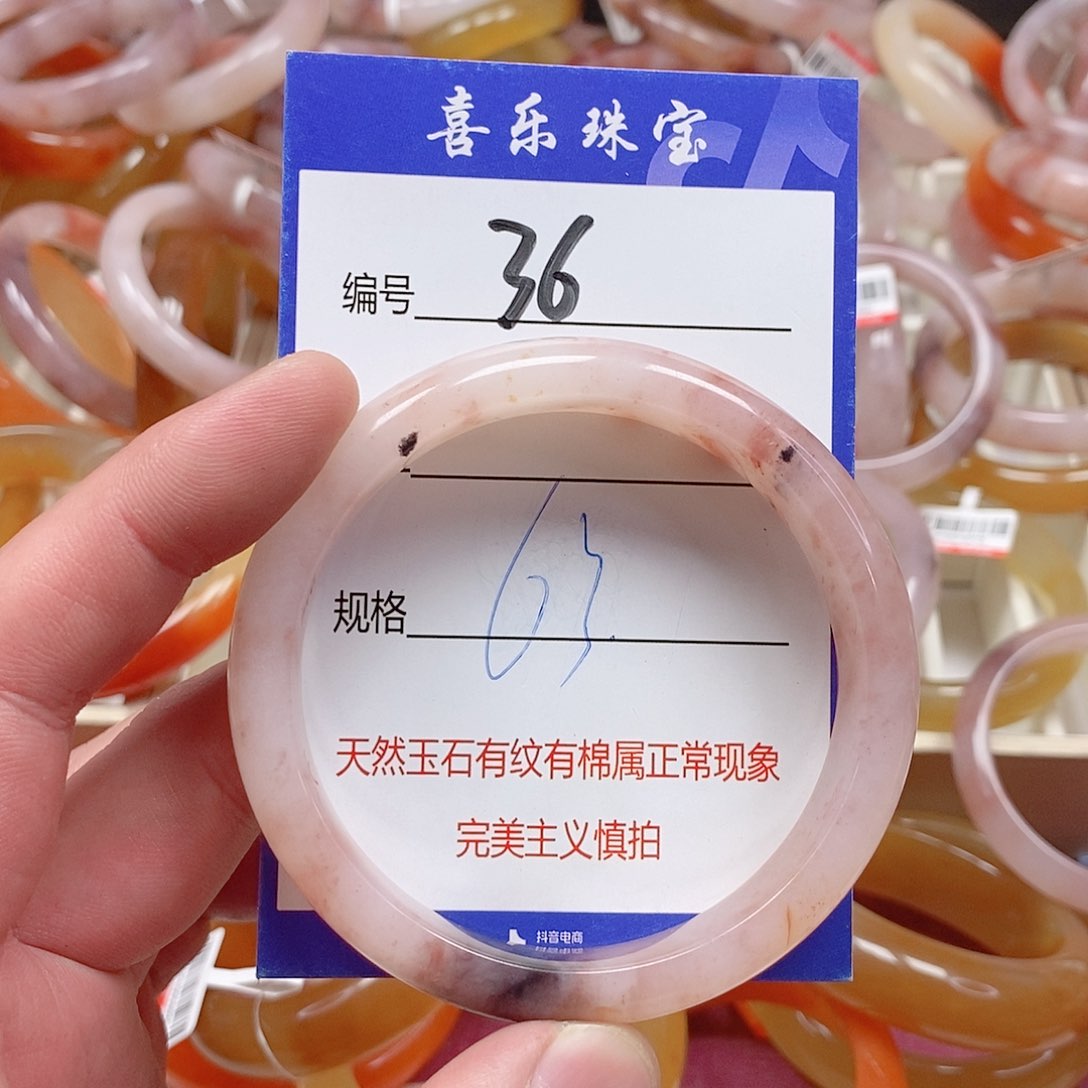 喜乐珠宝
编号 36
规格 63
天然玉石有纹有棉属正常现象
完美主义慎拍
抖音电商